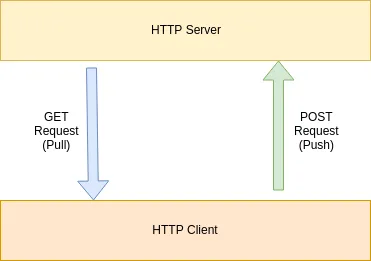 HTTP Server
GET
Request
(Pull)
POST
Request
(Push)
HTTP Client